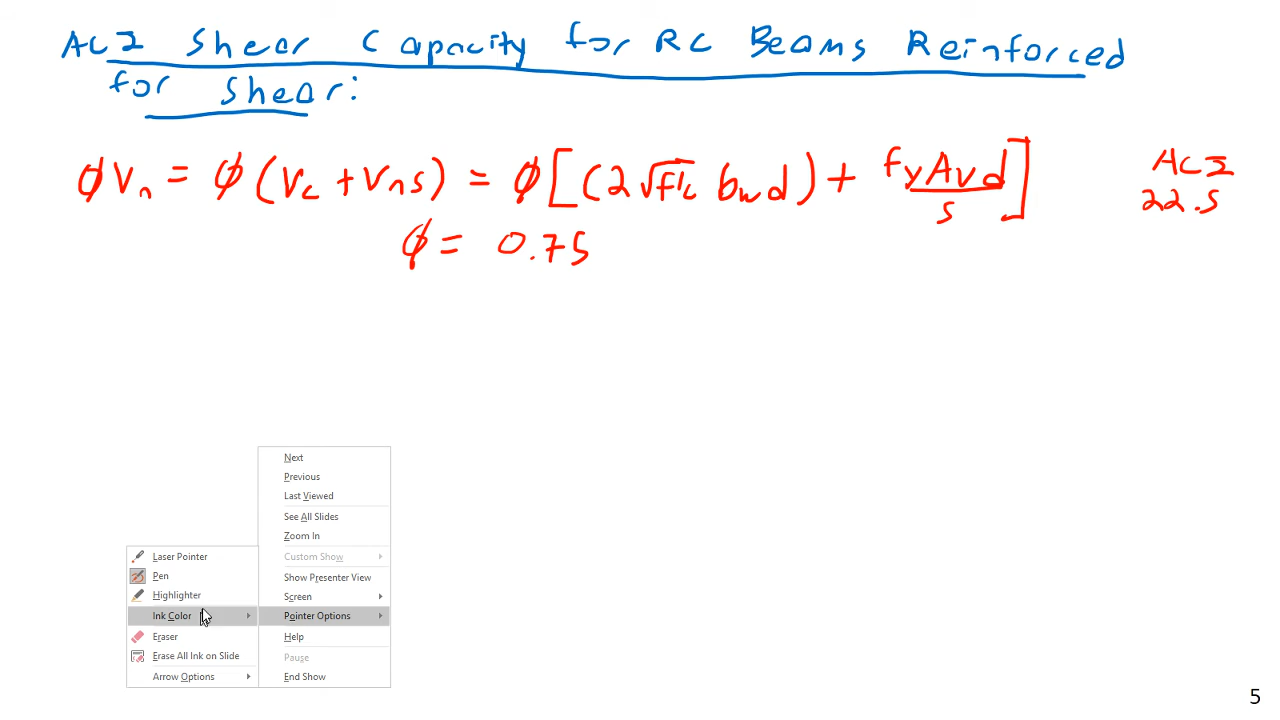 ACI Shear Capacity for RC Beams Reinforced
for Shear:
φVn = φ(Vc + Vns) = φ[(2√f'c bwd) + fyAvd/s]
ACI
22.5
φ = 0.75
Next
Previous
Last Viewed
See All Slides
Zoom In
Custom Show
Show Presenter View
Screen
Pointer Options
Help
Pause
End Show
Laser Pointer
Pen
Highlighter
Ink Color
Eraser
Erase All Ink on Slide
Arrow Options
5